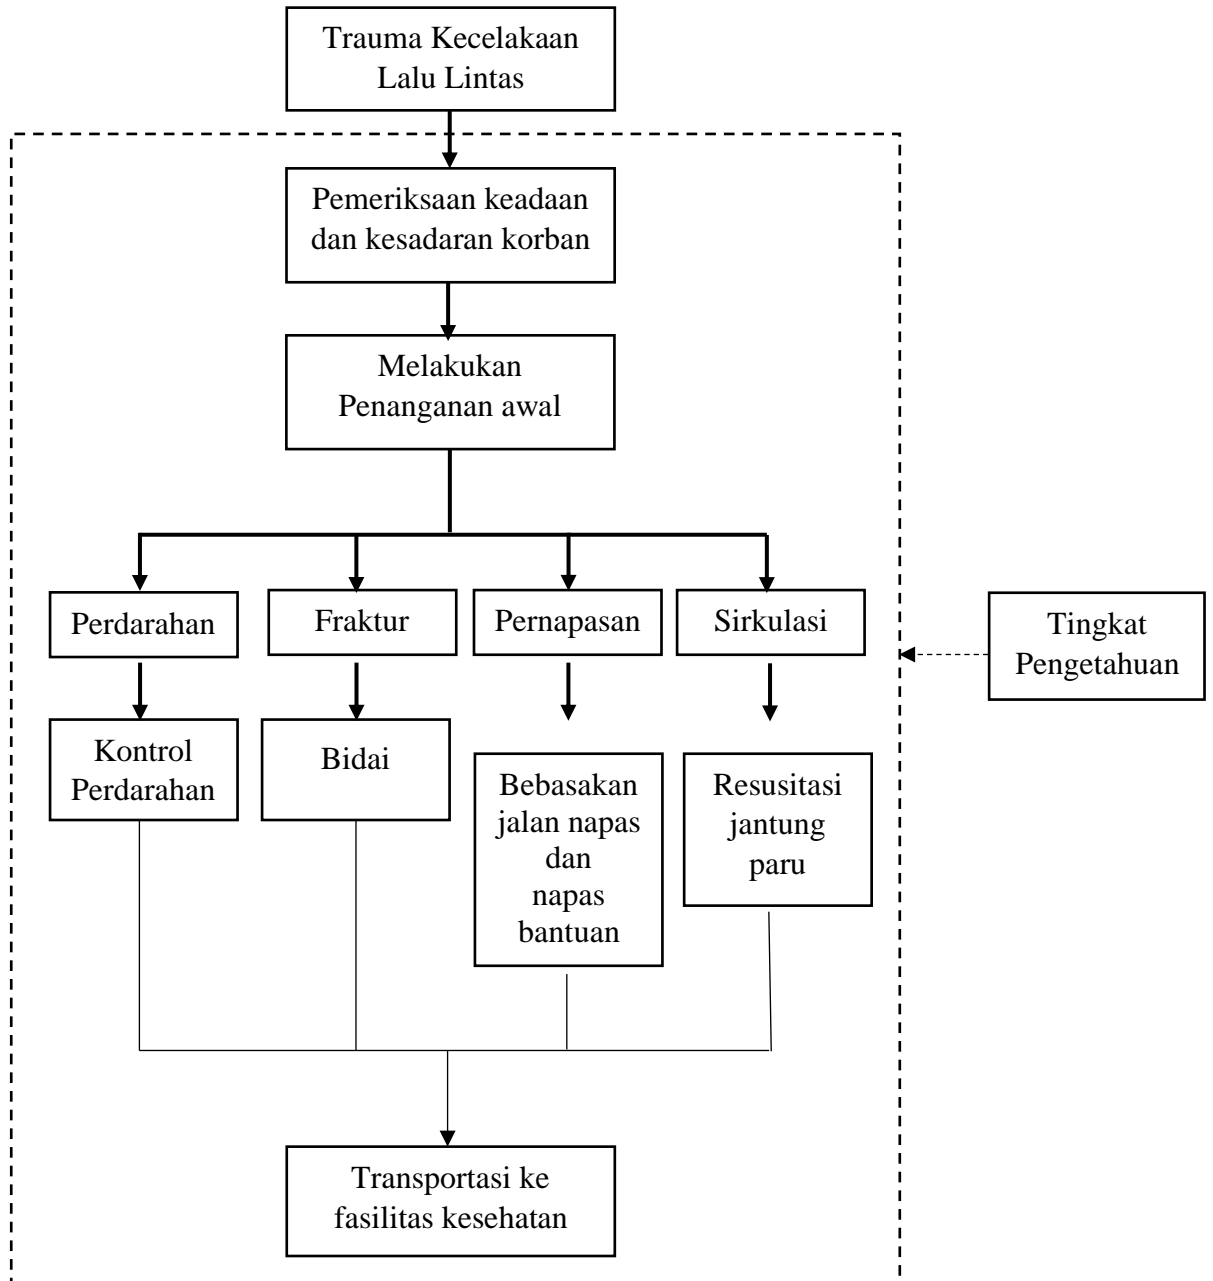 Trauma Kecelakaan
Lalu Lintas
Pemeriksaan keadaan
dan kesadaran korban
Melakukan
Penanganan awal
Perdarahan
Fraktur
Pernapasan
Sirkulasi
Tingkat
Pengetahuan
Kontrol
Perdarahan
Bidai
Bebasakan
jalan napas
dan
napas
bantuan
Resusitasi
jantung
paru
Transportasi ke
fasilitas kesehatan